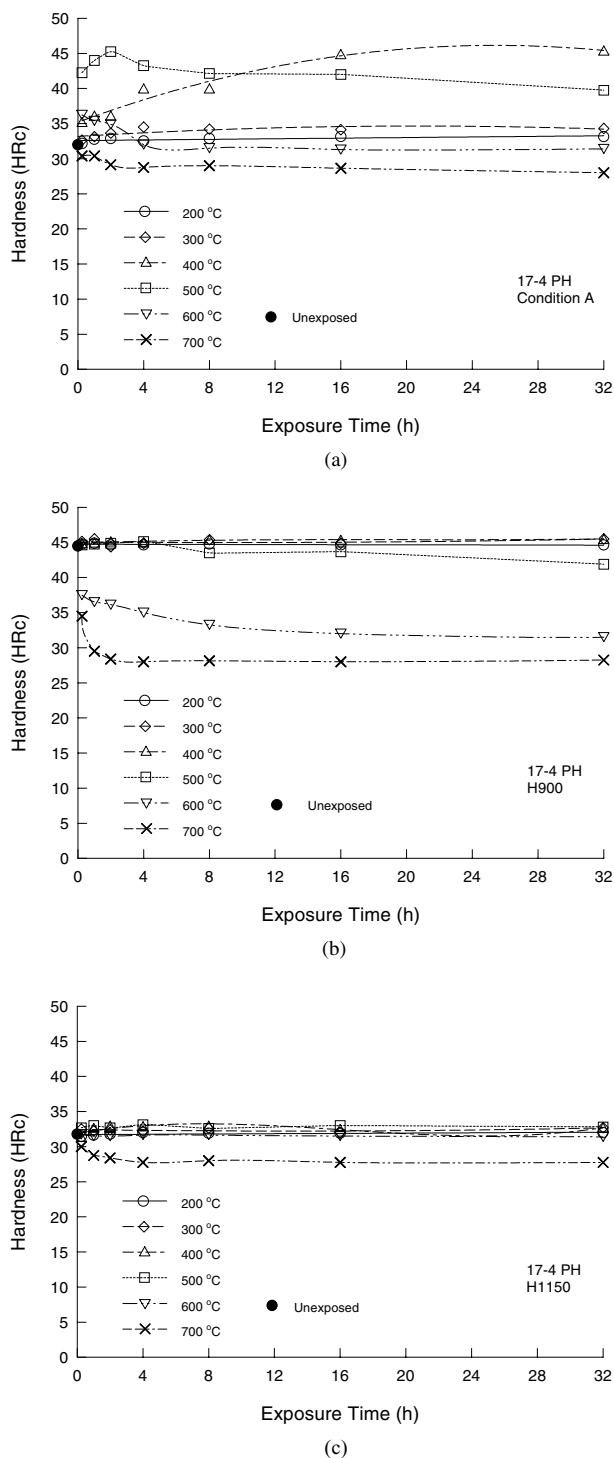 50
45
40
35
30
25
20
15
10
5
0
Hardness (HRc)
200 °C
300 °C
400 °C
500 °C
600 °C
700 °C
Unexposed
17-4 PH
Condition A
0 4 8 12 16 20 24 28 32
Exposure Time (h)
(a)
50
45
40
35
30
25
20
15
10
5
0
Hardness (HRc)
200 °C
300 °C
400 °C
500 °C
600 °C
700 °C
Unexposed
17-4 PH
H900
0 4 8 12 16 20 24 28 32
Exposure Time (h)
(b)
50
45
40
35
30
25
20
15
10
5
0
Hardness (HRc)
200 °C
300 °C
400 °C
500 °C
600 °C
700 °C
Unexposed
17-4 PH
H1150
0 4 8 12 16 20 24 28 32
Exposure Time (h)
(c)